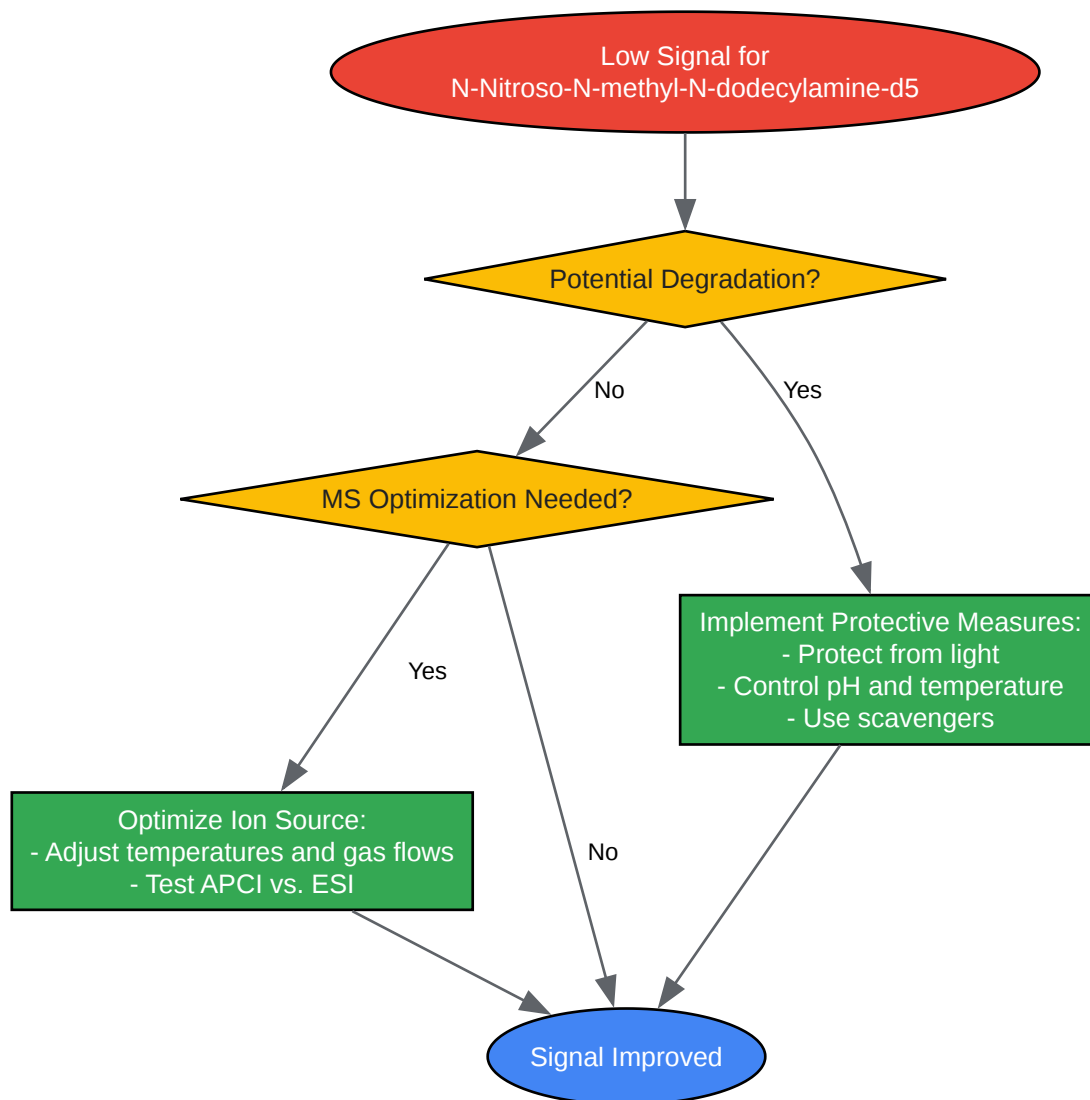 Low Signal for
N-Nitroso-N-methyl-N-dodecylamine-d5
Potential Degradation?
No
Yes
MS Optimization Needed?
Implement Protective Measures:
- Protect from light
- Control pH and temperature
- Use scavengers
Yes
Optimize Ion Source:
- Adjust temperatures and gas flows
- Test APCI vs. ESI
No
Signal Improved